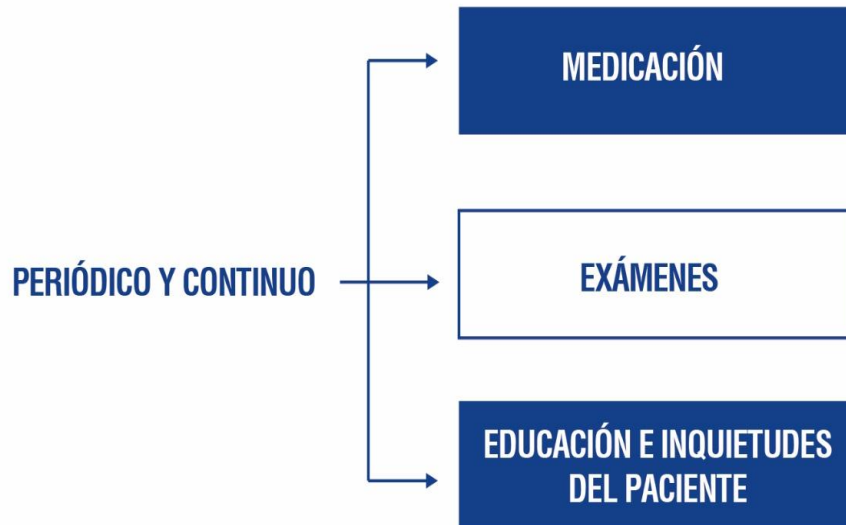 MEDICACIÓN
PERIÓDICO Y CONTINUO
EXÁMENES
EDUCACIÓN E INQUIETUDES
DEL PACIENTE